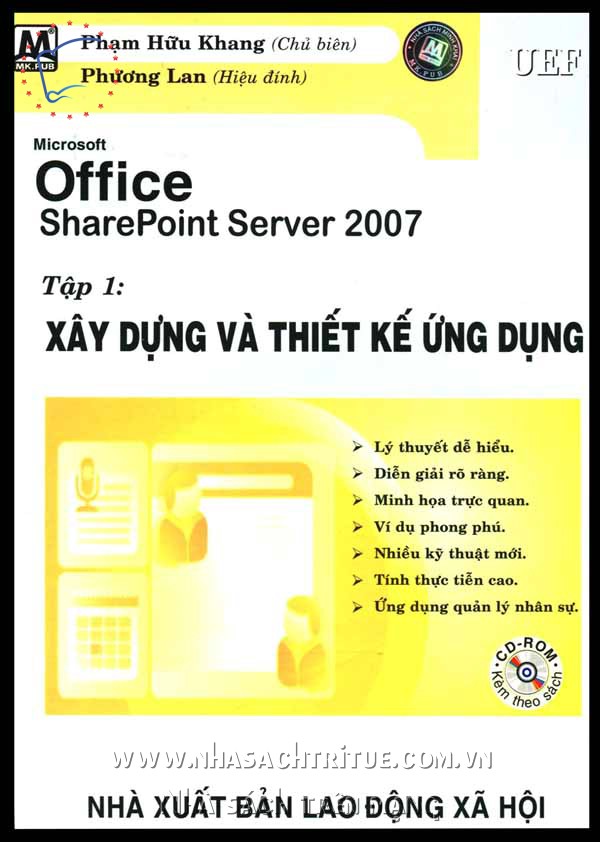 MK.PUB
Phạm Hữu Khang (Chủ biên)
Phương Lan (Hiệu đính)
NHÀ SÁCH MINH KHAI
MK.PUB
UEF
Microsoft
Office
SharePoint Server 2007
Tập 1:
XÂY DỰNG VÀ THIẾT KẾ ỨNG DỤNG
Lý thuyết dễ hiểu.
Diễn giải rõ ràng.
Minh họa trực quan.
Ví dụ phong phú.
Nhiều kỹ thuật mới.
Tính thực tiễn cao.
Ứng dụng quản lý nhân sự.
CD-ROM
Kèm theo sách
WWW.NHASACHTRITUE.COM.VN
NHÀ XUẤT BẢN LAO ĐỘNG XÃ HỘI